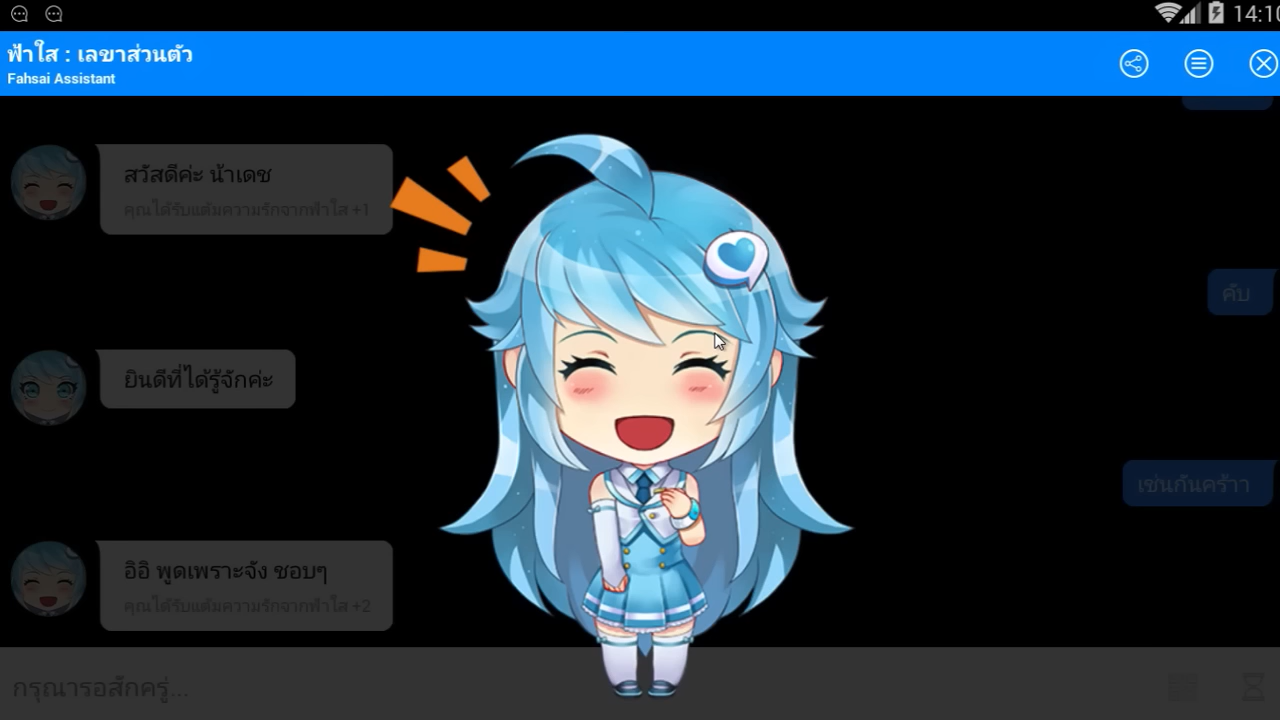 14:10
ฟ้าใส : เลขาส่วนตัว
Fahsai Assistant
สวัสดีค่ะ น้าเดช
คุณได้รับแต้มความรักจากฟ้าใส +1
คับ
ยินดีที่ได้รู้จักค่ะ
เช่นกันคร้าา
อิอิ พูดเพราะจัง ชอบๆ
คุณได้รับแต้มความรักจากฟ้าใส +2
กรุณารอสักครู่...